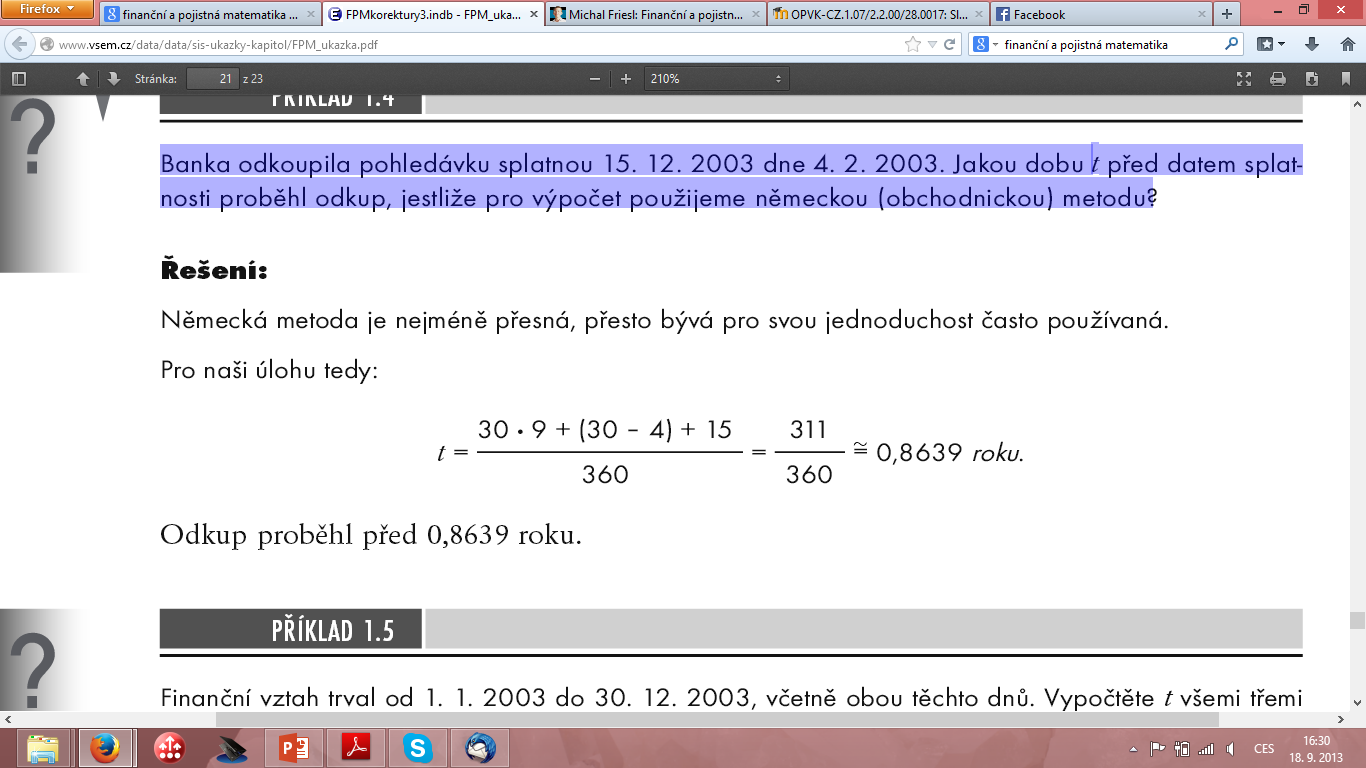 Firefox
finanční a pojistná matematika ...
FPMkorektury3.indb - FPM_uka...
Michal Friesl: Finanční a pojistn...
OPVK-CZ.1.07/2.2.00/28.0017: Sl...
Facebook
www.vsem.cz/data/data/sis-ukazky-kapitol/FPM_ukazka.pdf
finanční a pojistná matematika
Stránka: 21 z 23
210%
PŘÍKLAD 1.4
?
Banka odkoupila pohledávku splatnou 15. 12. 2003 dne 4. 2. 2003. Jakou dobu t před datem splat-
nosti proběhl odkup, jestliže pro výpočet použijeme německou (obchodnickou) metodu?
Řešení:
Německá metoda je nejméně přesná, přesto bývá pro svou jednoduchost často používaná.
Pro naši úlohu tedy:
t = (30 • 9 + (30 – 4) + 15) / 360 = 311 / 360 ≅ 0,8639 roku.
Odkup proběhl před 0,8639 roku.
PŘÍKLAD 1.5
?
Finanční vztah trval od 1. 1. 2003 do 30. 12. 2003, včetně obou těchto dnů. Vypočtěte t všemi třemi
CES
16:30
18. 9. 2013